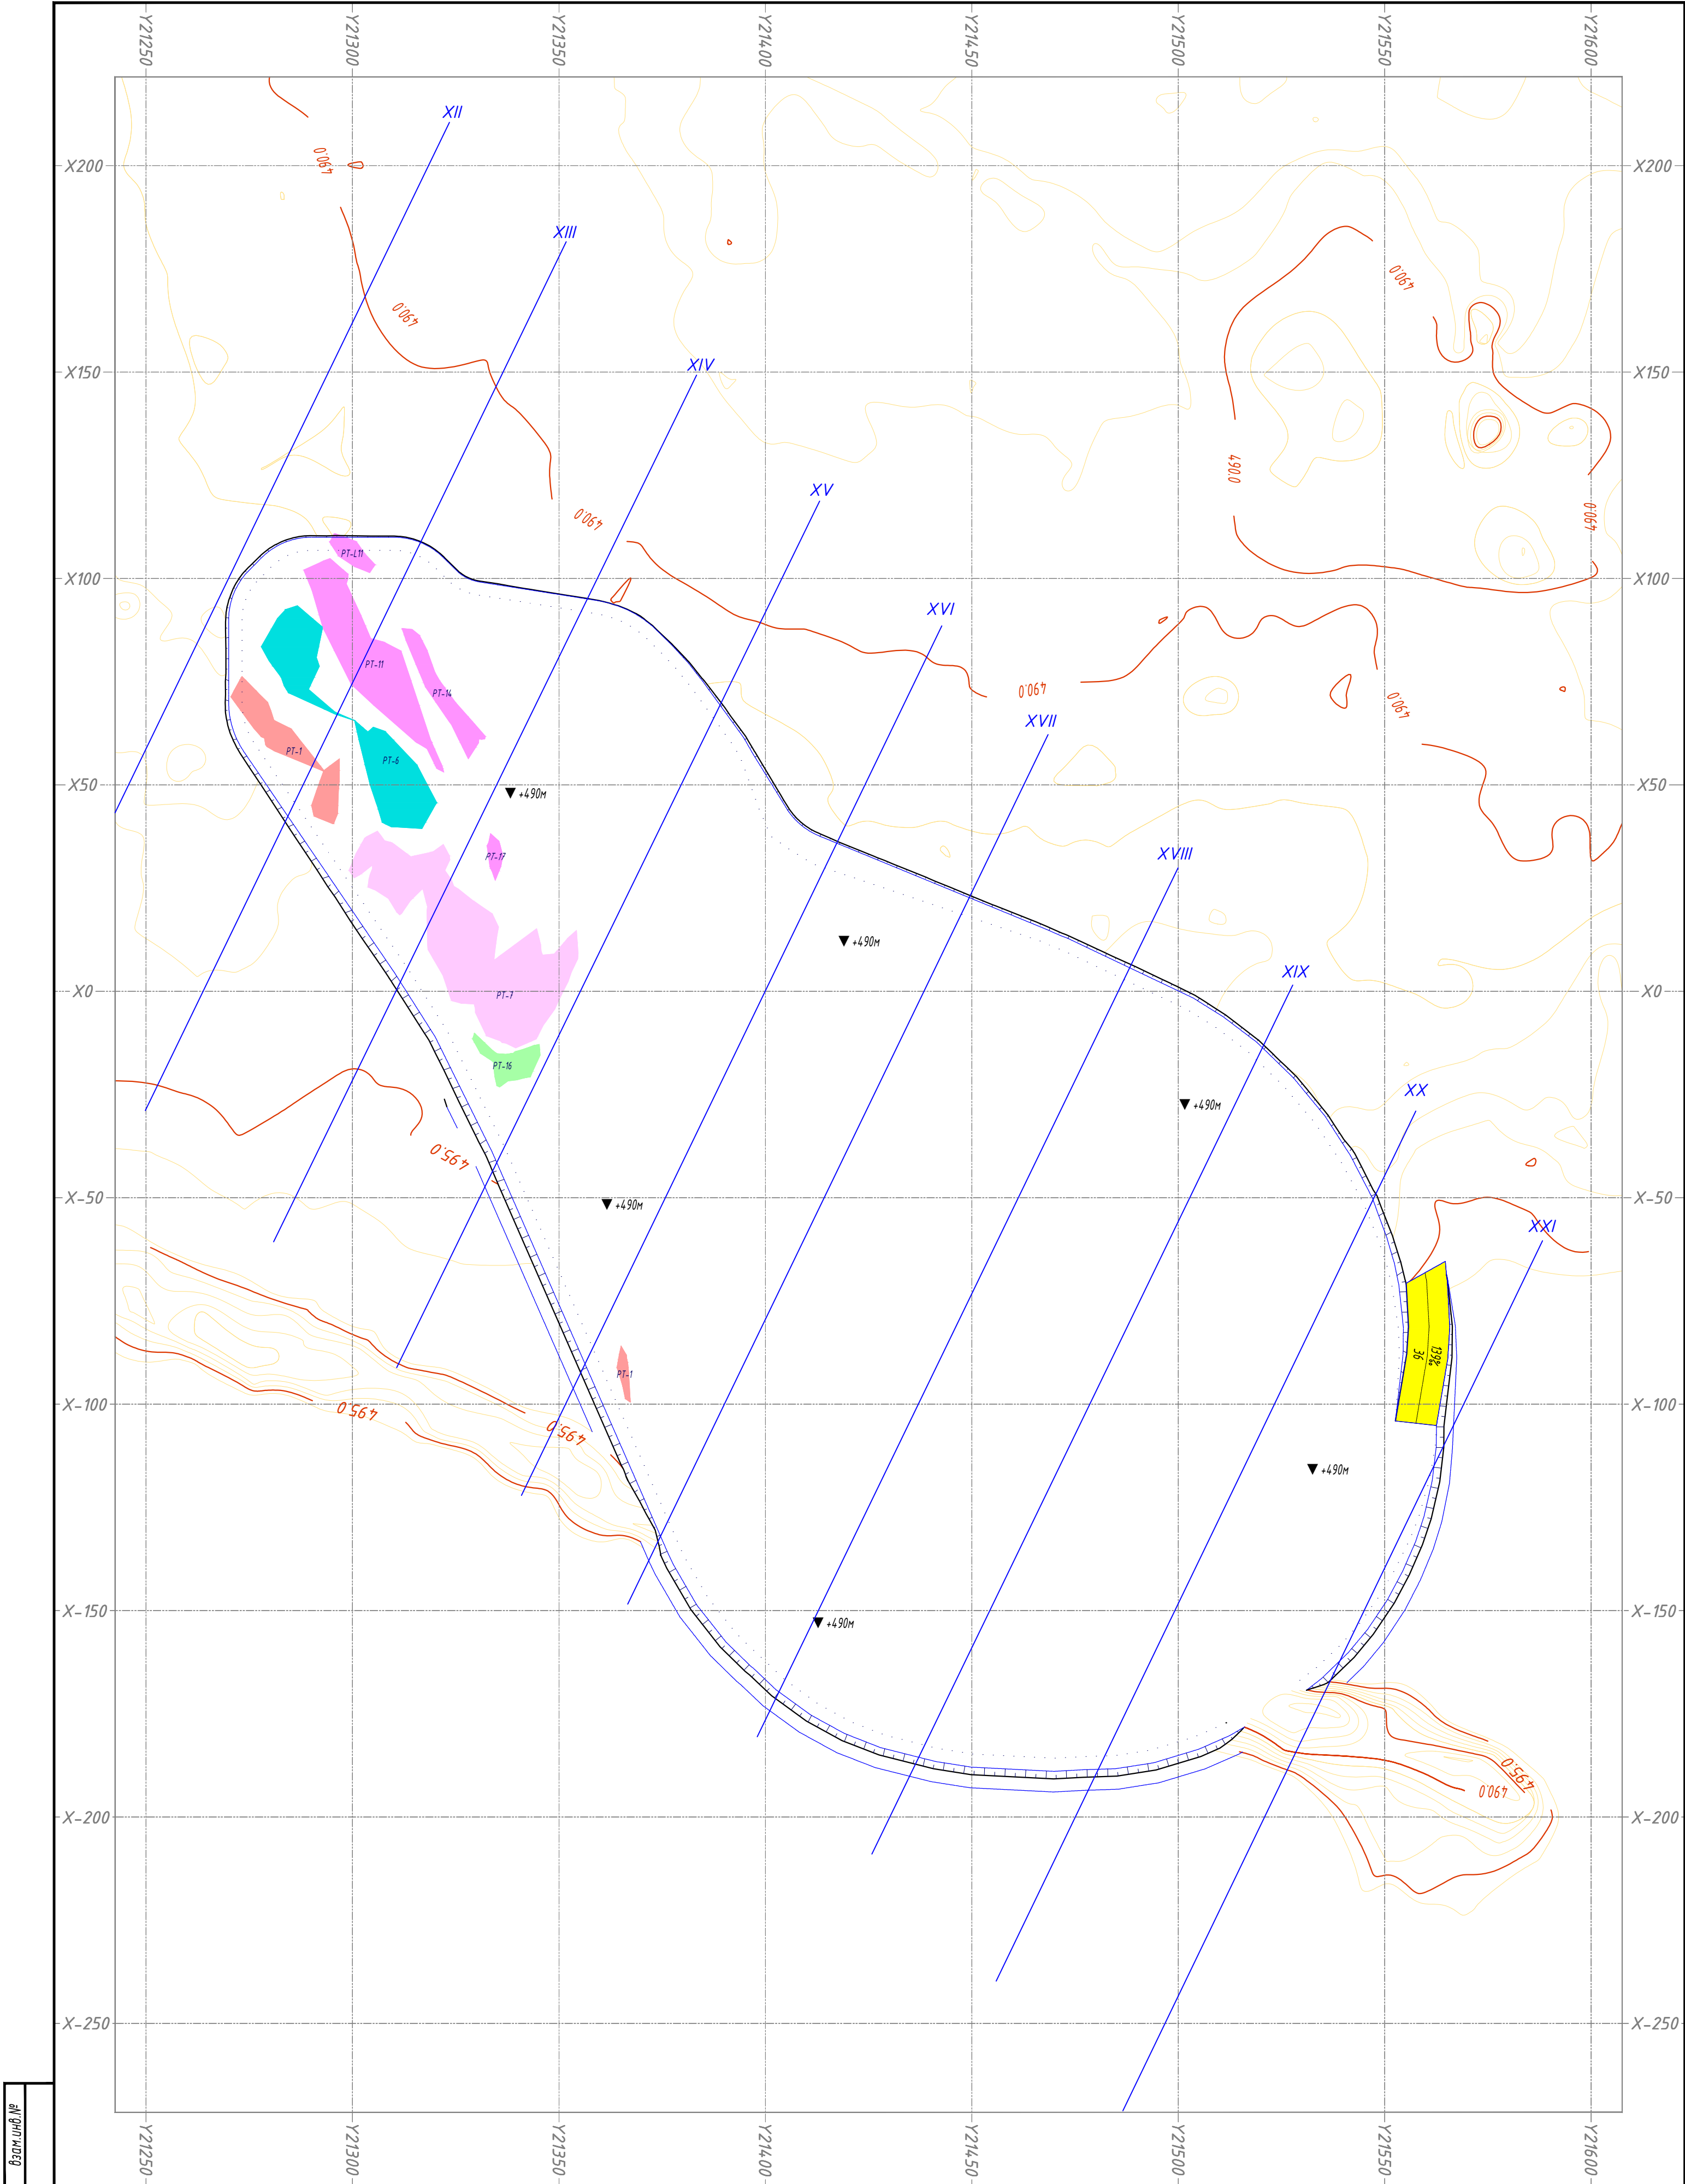 Y21250
Y21300
Y21350
Y21400
Y21450
Y21500
Y21550
Y21600
XII
490.0
X200
X200
XIII
490.0
490.0
XIV
X150
X150
XV
490.0
490.0
490.0
PT-L11
X100
X100
XVI
PT-11
PT-14
490.0
490.0
XVII
PT-1
PT-6
X50
+490м
X50
PT-17
XVIII
+490м
XIX
X0
PT-7
X0
PT-16
XX
+490м
495.0
X-50
+490м
X-50
XXI
139‰
36
PT-1
X-100
495.0
495.0
X-100
+490м
X-150
+490м
X-150
495.0
490.0
X-200
X-200
X-250
X-250
Взам.инв.№
Y21250
Y21300
Y21350
Y21400
Y21450
Y21500
Y21550
Y21600